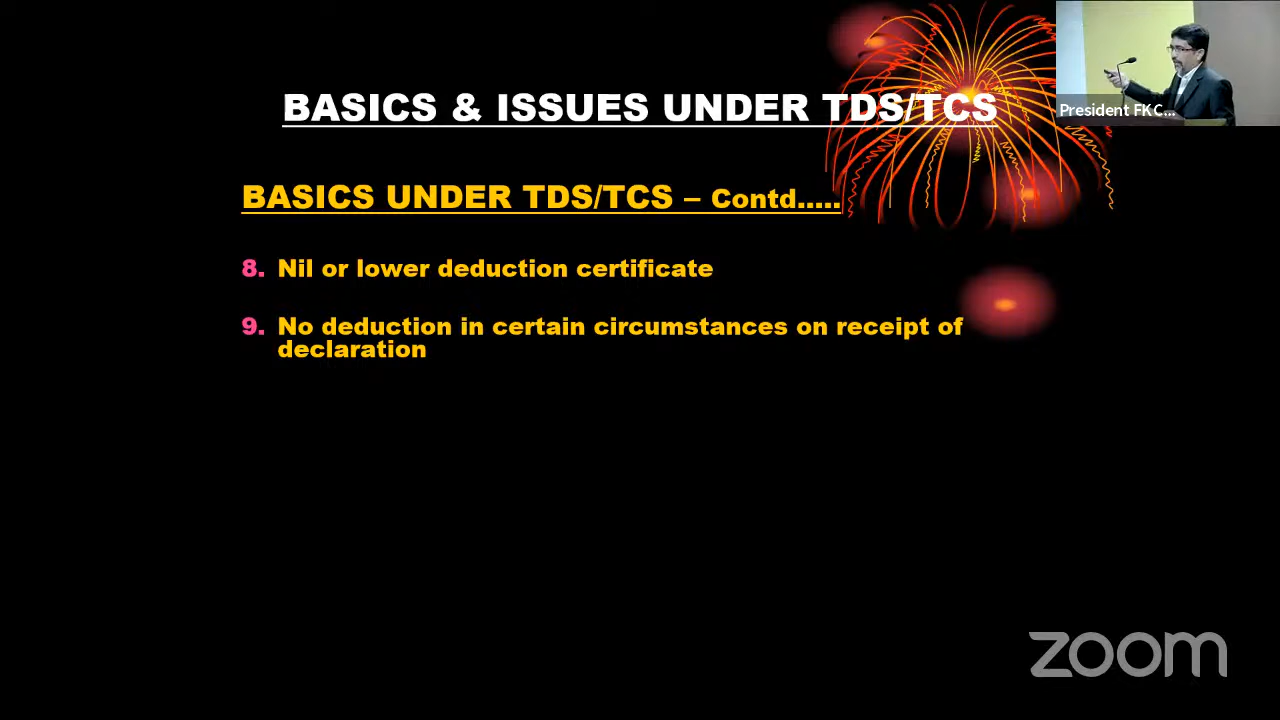 BASICS & ISSUES UNDER TDS/TCS
President FKC...
BASICS UNDER TDS/TCS – Contd.....
8. Nil or lower deduction certificate
9. No deduction in certain circumstances on receipt of
declaration
zoom